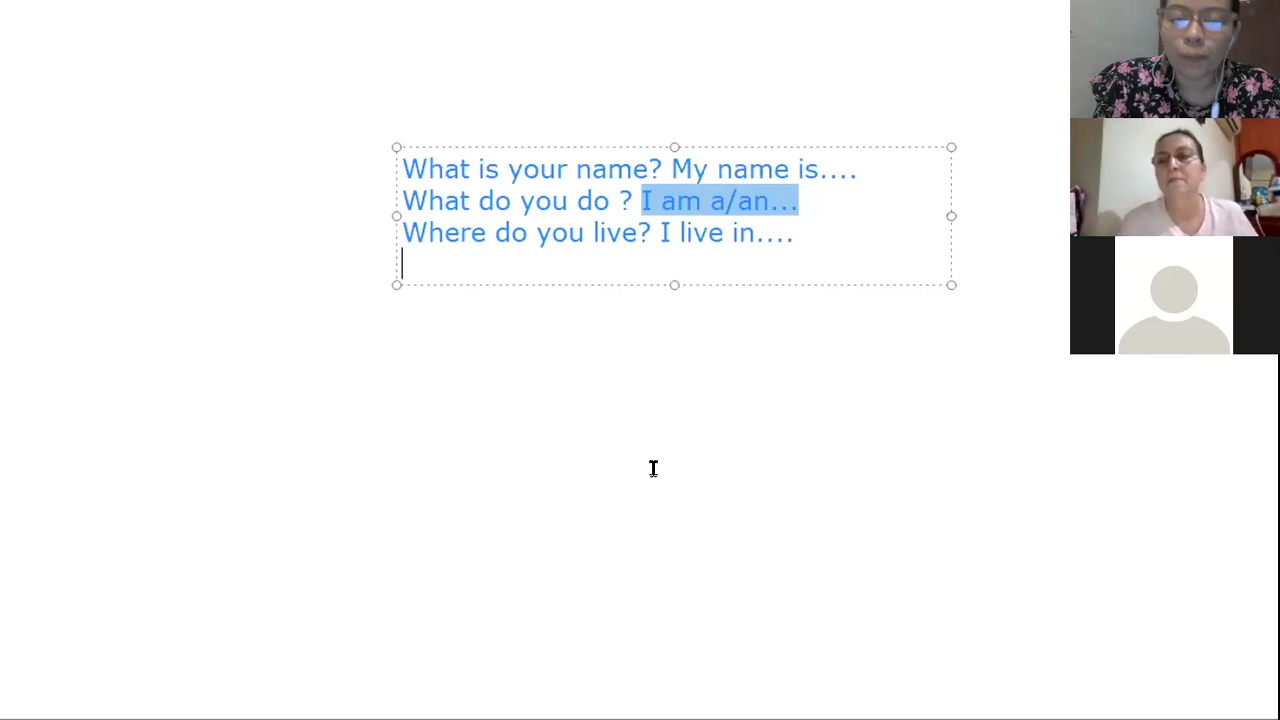 What is your name? My name is....
What do you do ? I am a/an...
Where do you live? I live in....